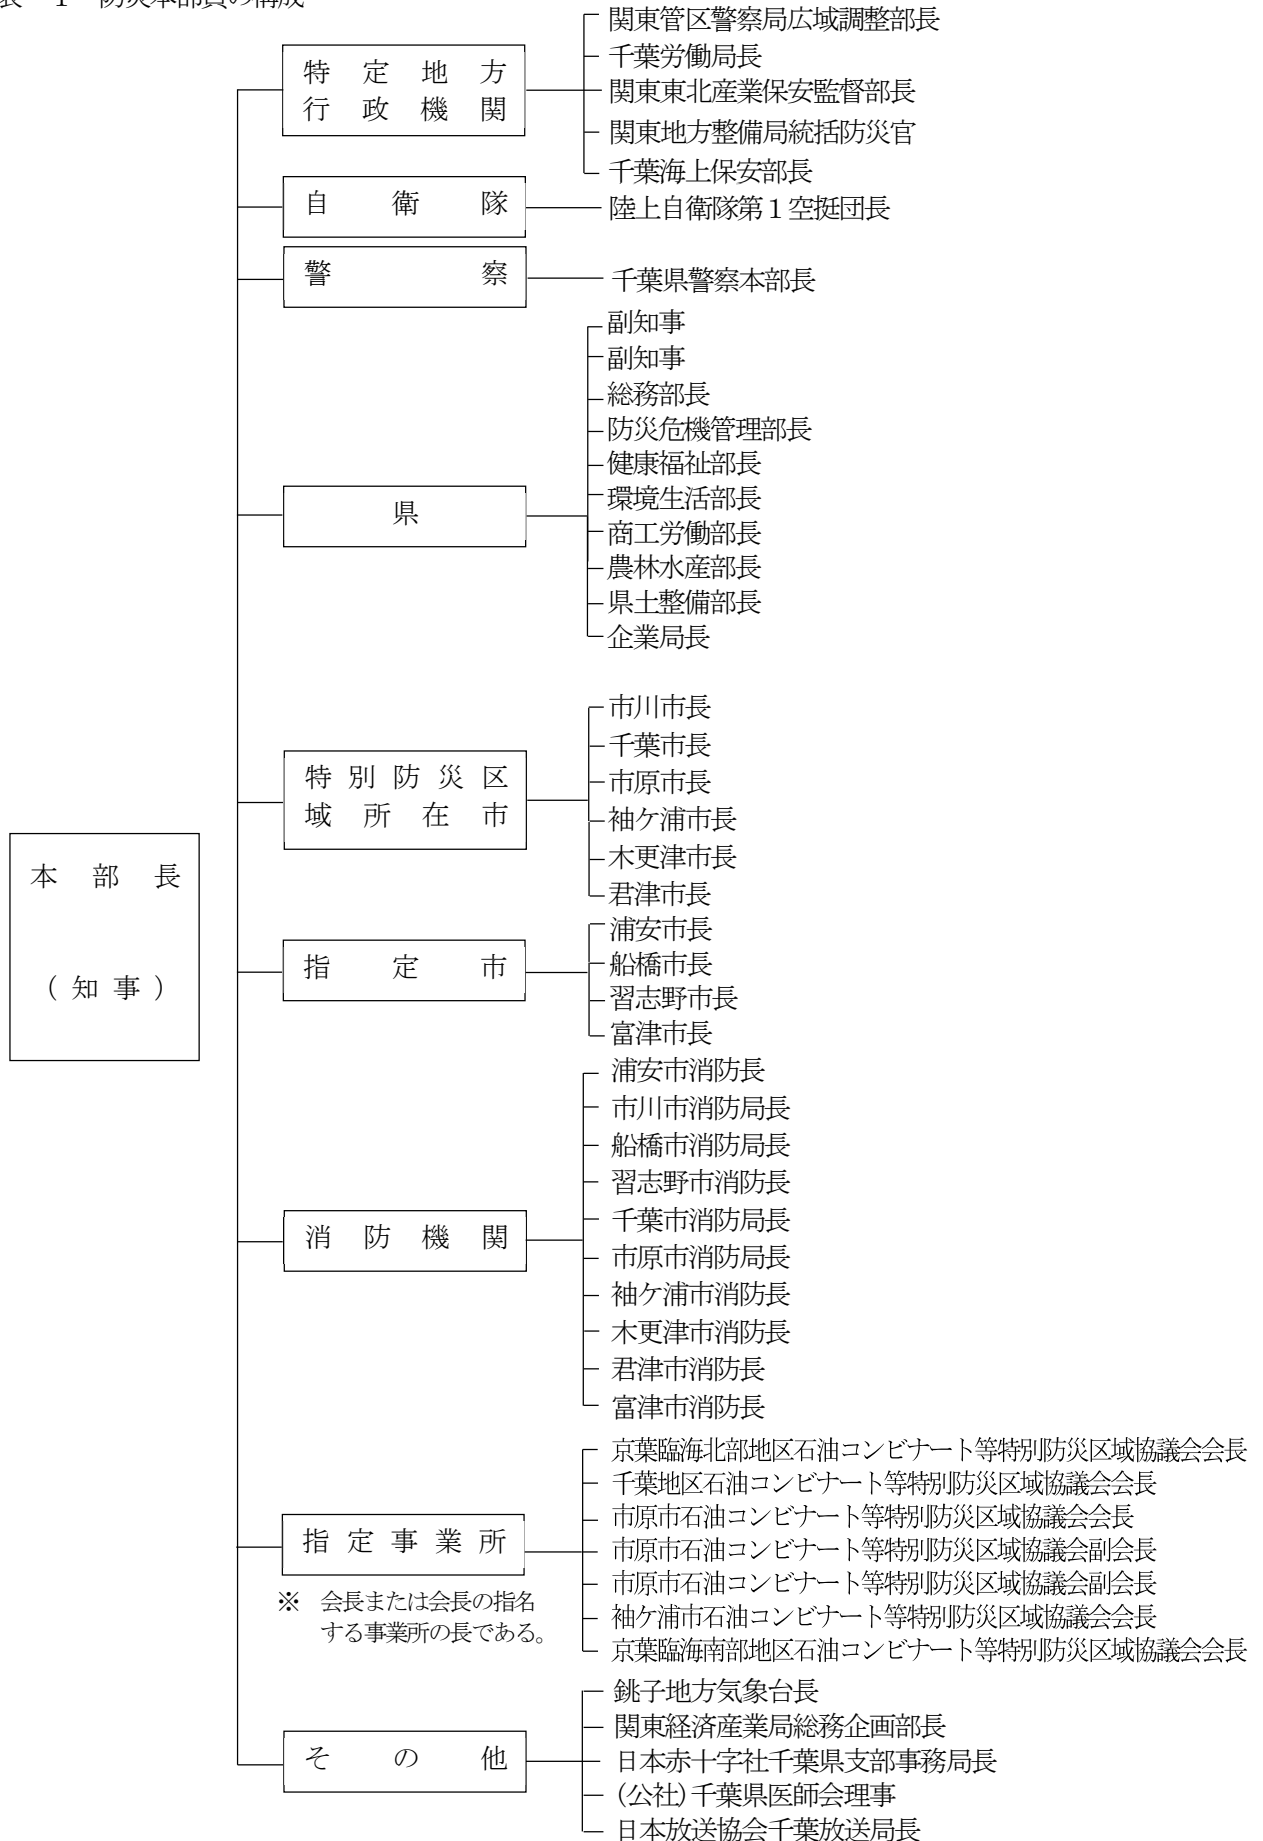 表－1 防災本部員の構成
特定地方
行政機関
関東管区警察局広域調整部長
千葉労働局長
関東東北産業保安監督部長
関東地方整備局統括防災官
千葉海上保安部長
自衛隊
陸上自衛隊第１空挺団長
警察
千葉県警察本部長
県
副知事
副知事
総務部長
防災危機管理部長
健康福祉部長
環境生活部長
商工労働部長
農林水産部長
県土整備部長
企業局長
本部長
（知事）
特別防災区
域所在市
市川市長
千葉市長
市原市長
袖ケ浦市長
木更津市長
君津市長
指定市
浦安市長
船橋市長
習志野市長
富津市長
消防機関
浦安市消防長
市川市消防局長
船橋市消防局長
習志野市消防長
千葉市消防局長
市原市消防局長
袖ケ浦市消防長
木更津市消防長
君津市消防長
富津市消防長
指定事業所
※ 会長または会長の指名
する事業所の長である。
京葉臨海北部地区石油コンビナート等特別防災区域協議会会長
千葉地区石油コンビナート等特別防災区域協議会会長
市原市石油コンビナート等特別防災区域協議会会長
市原市石油コンビナート等特別防災区域協議会副会長
市原市石油コンビナート等特別防災区域協議会副会長
袖ケ浦市石油コンビナート等特別防災区域協議会会長
京葉臨海南部地区石油コンビナート等特別防災区域協議会会長
その他
銚子地方気象台長
関東経済産業局総務企画部長
日本赤十字社千葉県支部事務局長
(公社)千葉県医師会理事
日本放送協会千葉放送局長